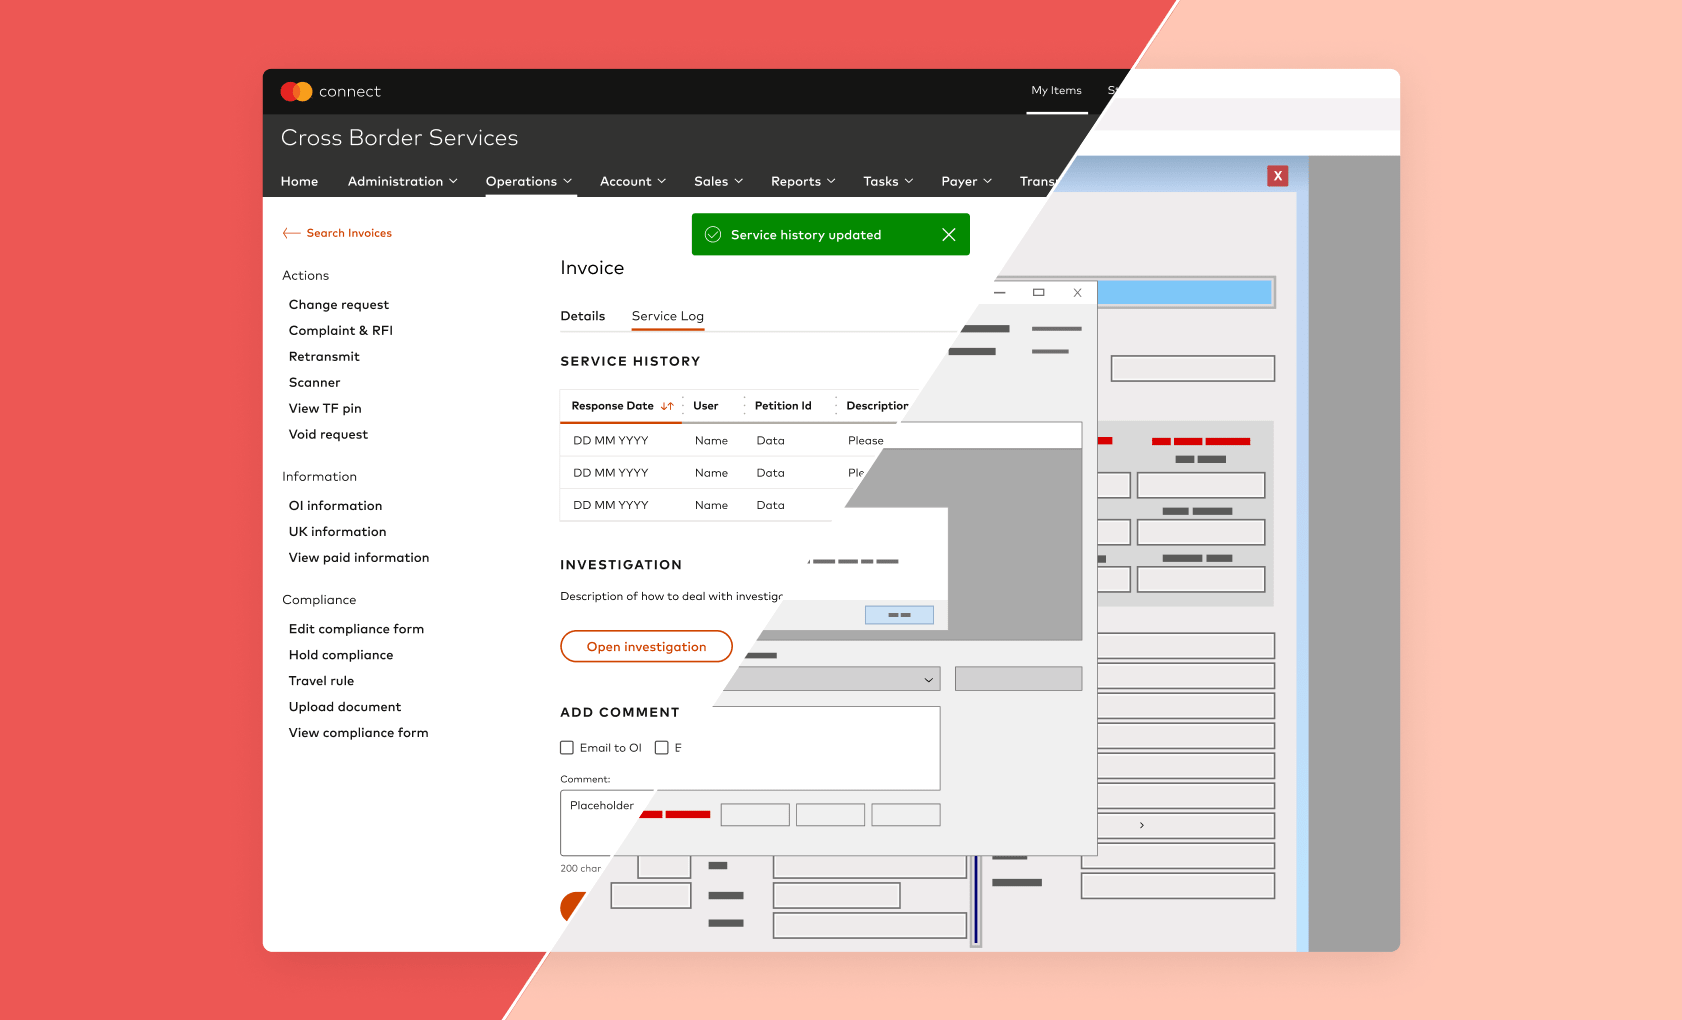 connect
My Items
Cross Border Services
Home Administration Operations Account Sales Reports Tasks Payer
Service history updated
Search Invoices
Invoice
Actions
Change request
Complaint & RFI
Retransmit
Scanner
View TF pin
Void request
Details Service Log
SERVICE HISTORY
Response Date User Petition Id Description
DD MM YYYY Name Data Please
DD MM YYYY Name Data
DD MM YYYY Name Data
Information
OI information
UK information
View paid information
INVESTIGATION
Description of how to deal with
Open investigation
Compliance
Edit compliance form
Hold compliance
Travel rule
Upload document
View compliance form
ADD COMMENT
Email to OI
Comment:
Placeholder
200
X